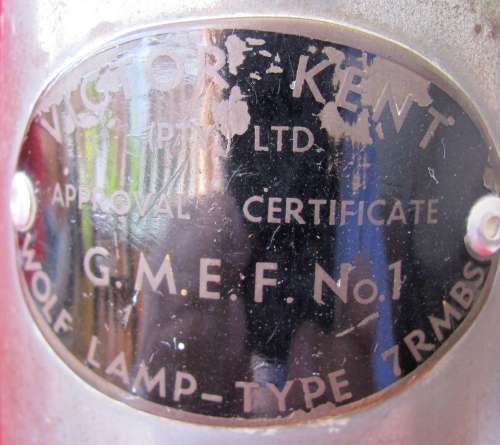 VICTOR KENT
(PTY) LTD.
APPROVAL CERTIFICATE
G.M.E.F. No.1
WOLF LAMP-TYPE 7RMBS